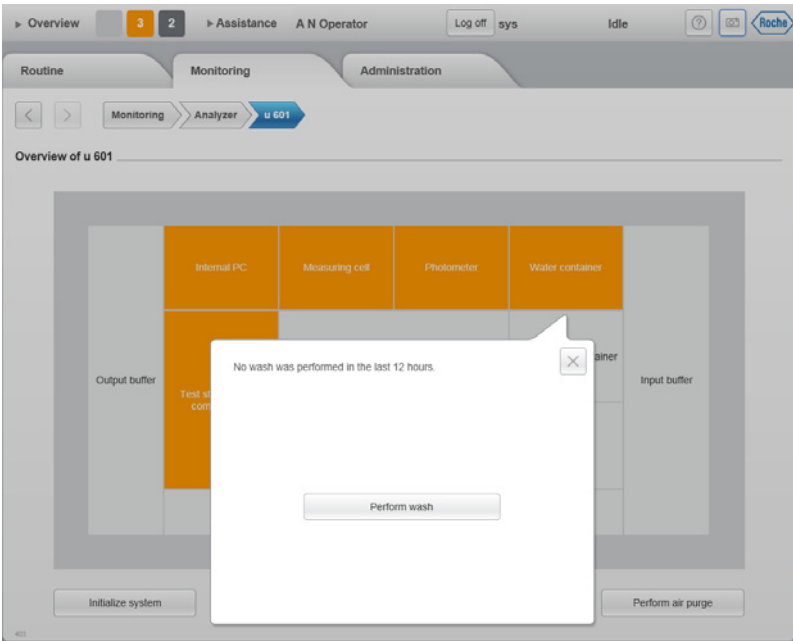 Overview 3 2 Assistance A N Operator Log off sys Idle ? Roche
Routine Monitoring Administration
Monitoring Analyzer u 601
Overview of u 601
Internal PC Measuring cell Photometer Water container
No wash was performed in the last 12 hours.
Output buffer
Input buffer
Perform wash
Initialize system
Perform air purge